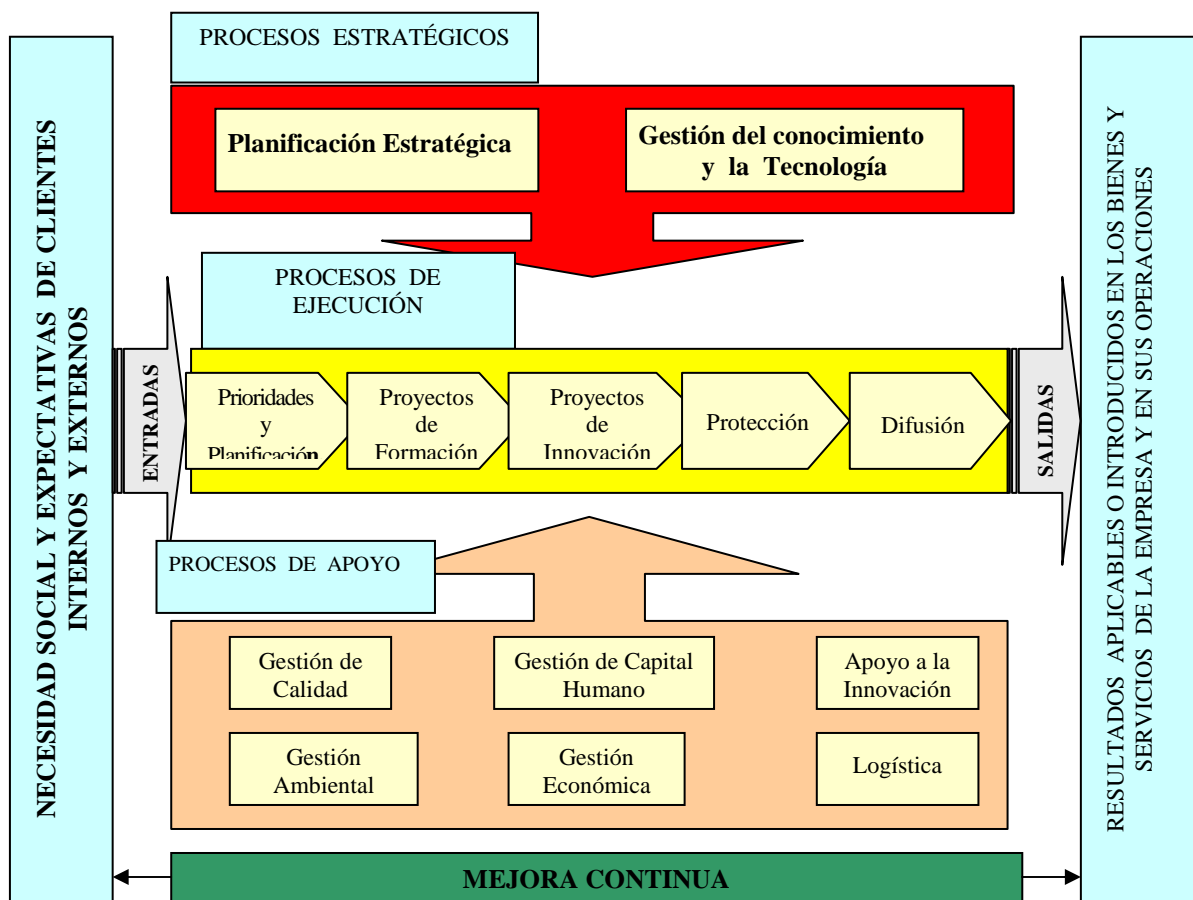 PROCESOS ESTRATÉGICOS
Planificación Estratégica
Gestión del conocimiento
y la Tecnología
NECESIDAD SOCIAL Y EXPECTATIVAS DE CLIENTES
INTERNOS Y EXTERNOS
ENTRADAS
PROCESOS DE
EJECUCIÓN
Prioridades
y
Planificación
Proyectos
de
Formación
Proyectos
de
Innovación
Protección
Difusión
SALIDAS
RESULTADOS APLICABLES O INTRODUCIDOS EN LOS BIENES Y
SERVICIOS DE LA EMPRESA Y EN SUS OPERACIONES
PROCESOS DE APOYO
Gestión de
Calidad
Gestión de Capital
Humano
Apoyo a la
Innovación
Gestión
Ambiental
Gestión
Económica
Logística
MEJORA CONTINUA